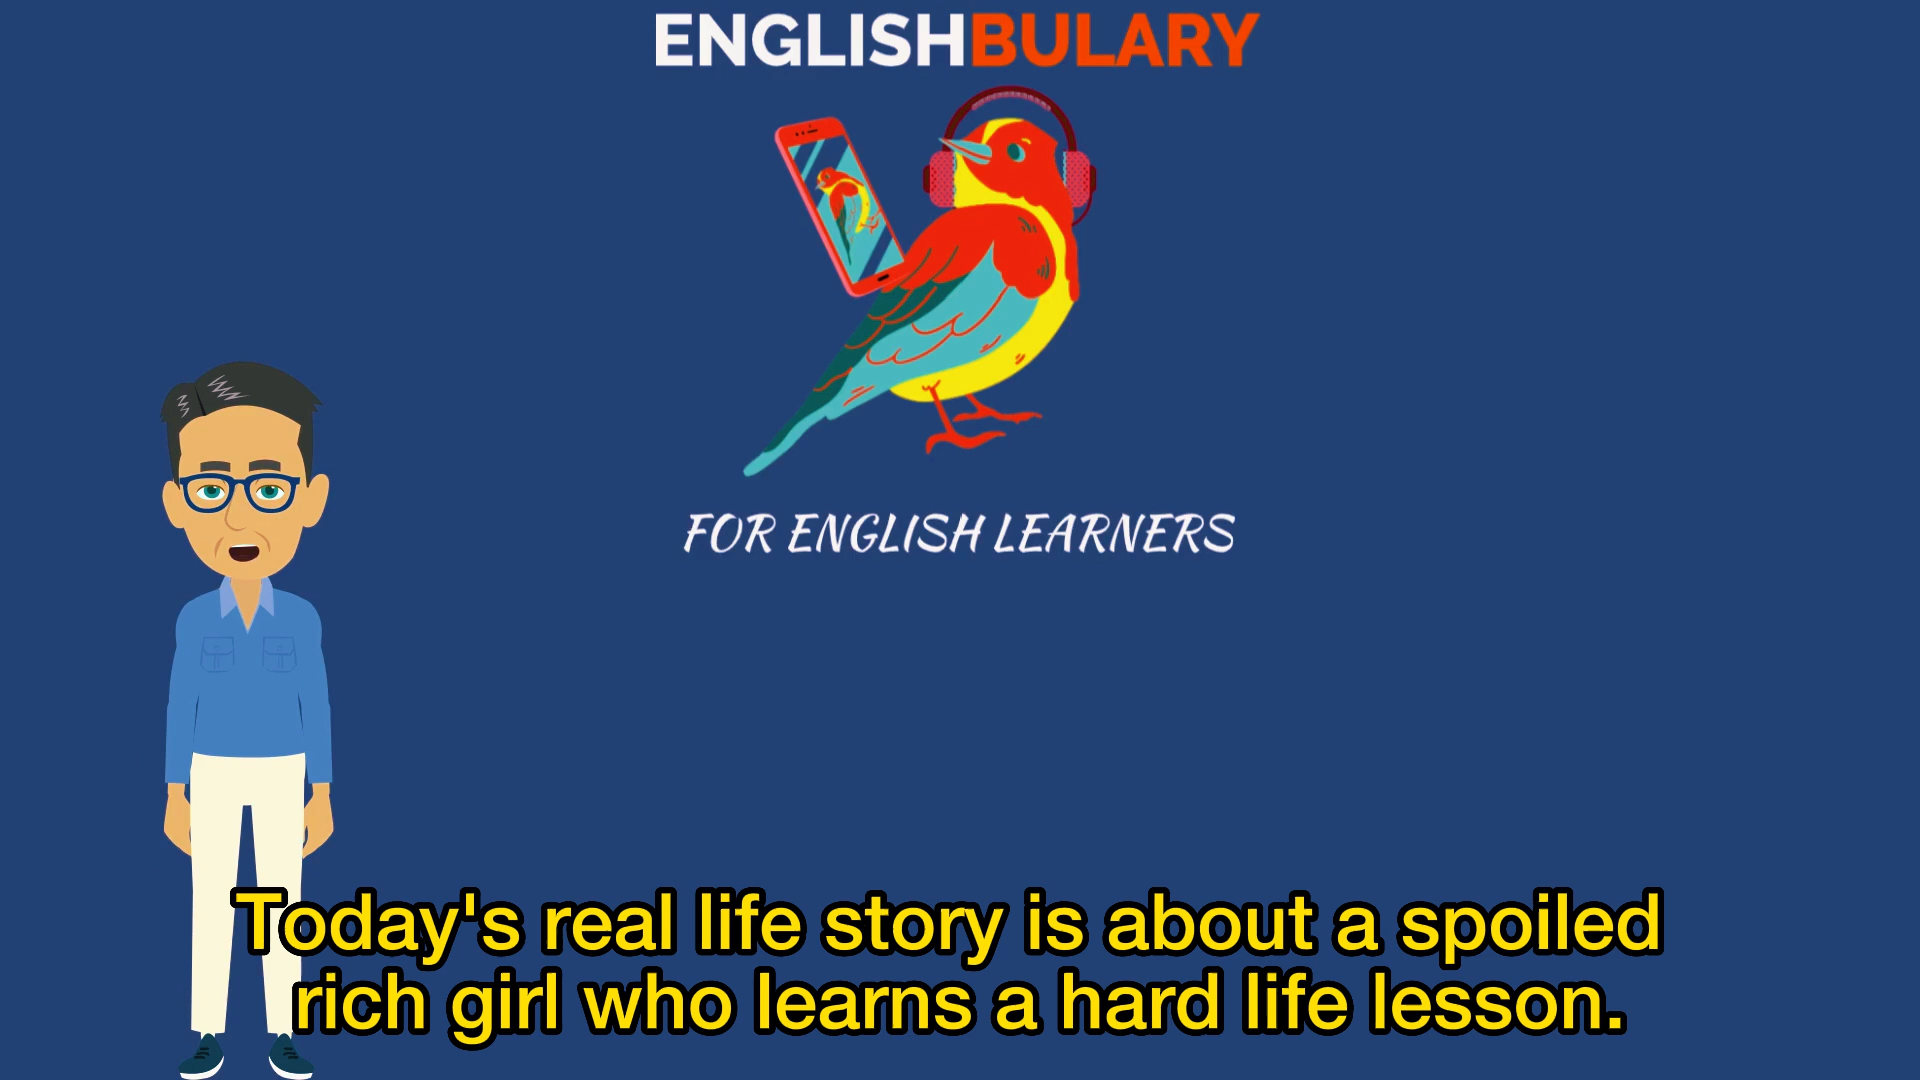 ENGLISHBULARY
FOR ENGLISH LEARNERS
Today's real life story is about a spoiled
rich girl who learns a hard life lesson.